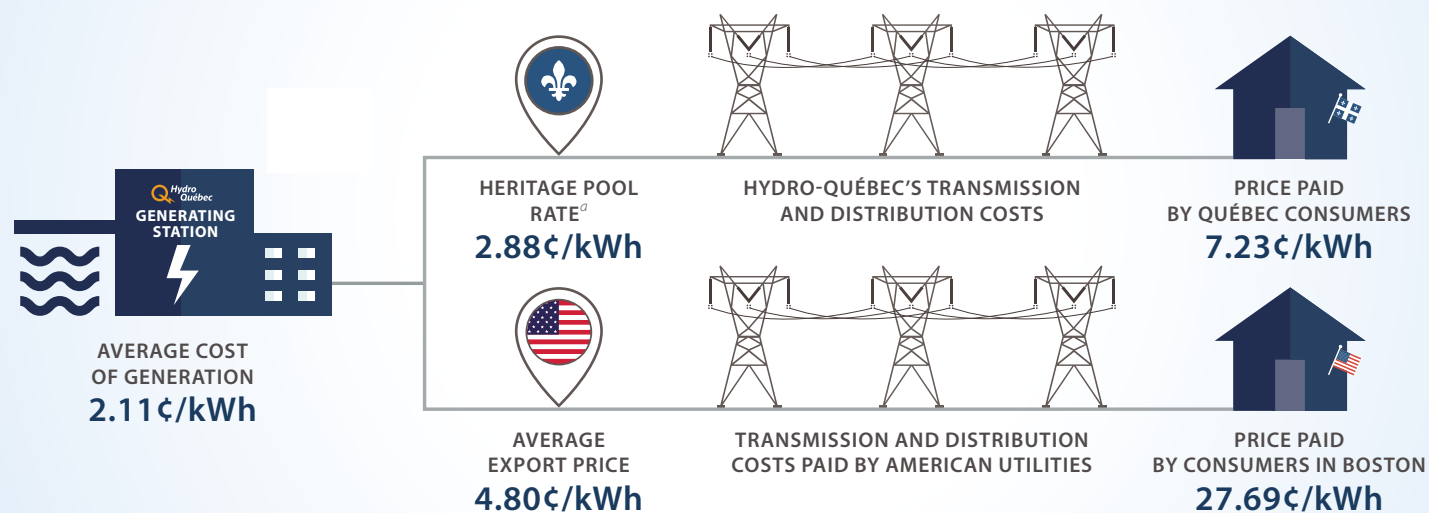 Hydro
Québec
GENERATING
STATION
AVERAGE COST
OF GENERATION
2.11¢/kWh
HERITAGE POOL
RATEᵃ
2.88¢/kWh
HYDRO-QUÉBEC’S TRANSMISSION
AND DISTRIBUTION COSTS
PRICE PAID
BY QUÉBEC CONSUMERS
7.23¢/kWh
AVERAGE
EXPORT PRICE
4.80¢/kWh
TRANSMISSION AND DISTRIBUTION
COSTS PAID BY AMERICAN UTILITIES
PRICE PAID
BY CONSUMERS IN BOSTON
27.69¢/kWh